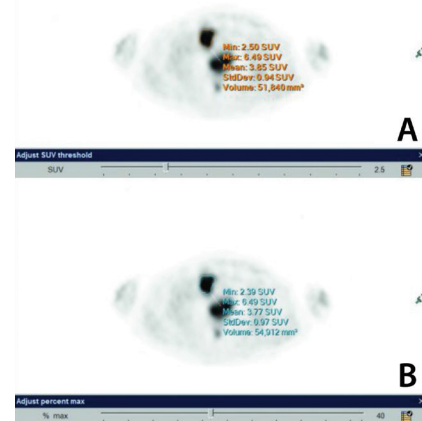 Min: 2.50 SUV
Max: 6.49 SUV
Mean: 3.85 SUV
StdDev: 0.94 SUV
Volume: 51,840 mm³
A
Adjust SUV threshold
SUV 2.5
Min: 2.39 SUV
Max: 6.49 SUV
Mean: 3.77 SUV
StdDev: 0.97 SUV
Volume: 54,912 mm³
B
Adjust percent max
% max 40